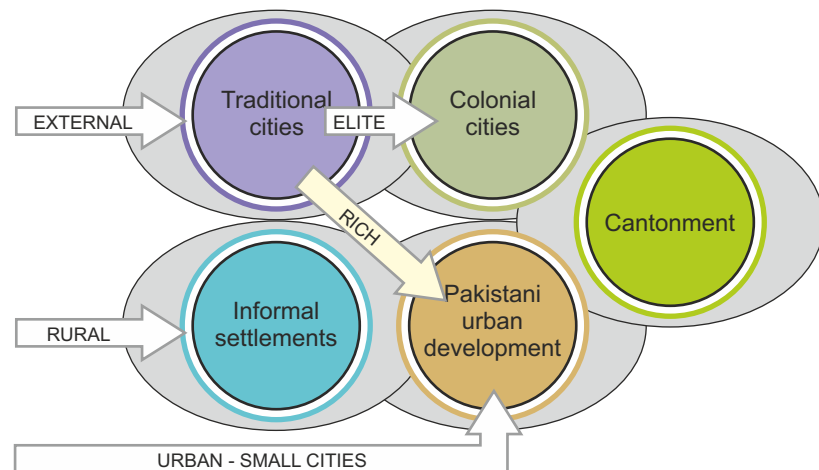 EXTERNAL
Traditional
cities
ELITE
Colonial
cities
Cantonment
RICH
RURAL
Informal
settlements
Pakistani
urban
development
URBAN - SMALL CITIES